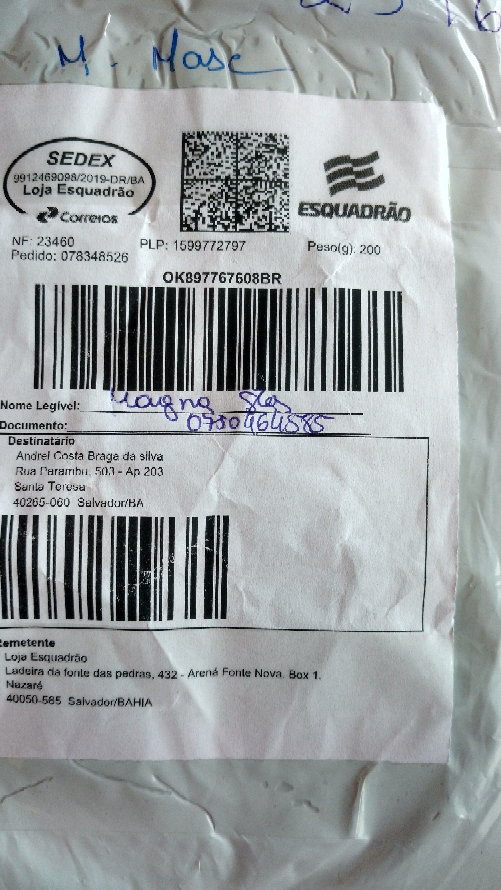 M. Masc
SEDEX
9912469098/2019-DR/BA
Loja Esquadrão
Correios
ESQUADRÃO
NF: 23460
PLP: 1599772797
Peso(g): 200
Pedido: 078348526
OK897767608BR
Nome Legível: Magno
Documento:
Destinatário
Andrei Costa Braga da silva
Rua Parambu, 503 - Ap 203
Santa Teresa
40265-060 Salvador/BA
Remetente
Loja Esquadrão
Ladeira da fonte das pedras, 432 - Arena Fonte Nova. Box 1.
Nazaré
40050-565 Salvador/BAHIA